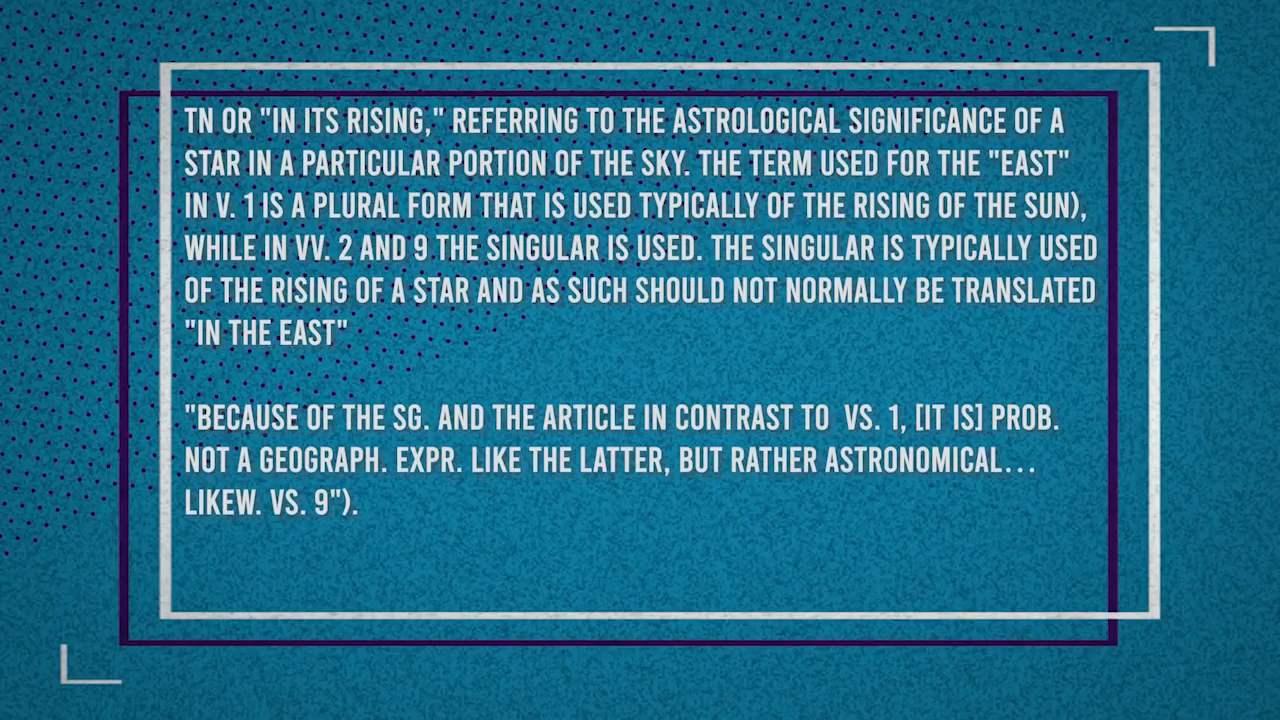 TN OR "IN ITS RISING," REFERRING TO THE ASTROLOGICAL SIGNIFICANCE OF A
STAR IN A PARTICULAR PORTION OF THE SKY. THE TERM USED FOR THE "EAST"
IN V. 1 IS A PLURAL FORM THAT IS USED TYPICALLY OF THE RISING OF THE SUN),
WHILE IN VV. 2 AND 9 THE SINGULAR IS USED. THE SINGULAR IS TYPICALLY USED
OF THE RISING OF A STAR AND AS SUCH SHOULD NOT NORMALLY BE TRANSLATED
"IN THE EAST"
"BECAUSE OF THE SG. AND THE ARTICLE IN CONTRAST TO VS. 1, [IT IS] PROB.
NOT A GEOGRAPH. EXPR. LIKE THE LATTER, BUT RATHER ASTRONOMICAL...
LIKEW. VS. 9").